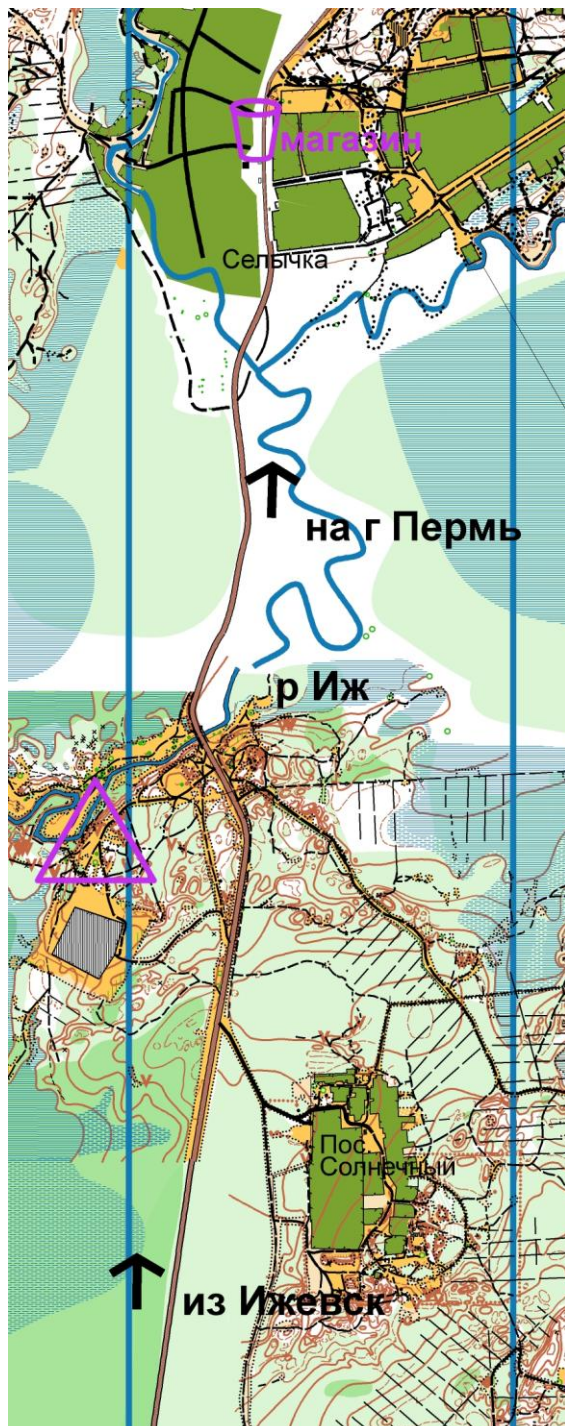 магазин
Селычка
на г Пермь
р Иж
Пос
Солнечный
из Ижевск